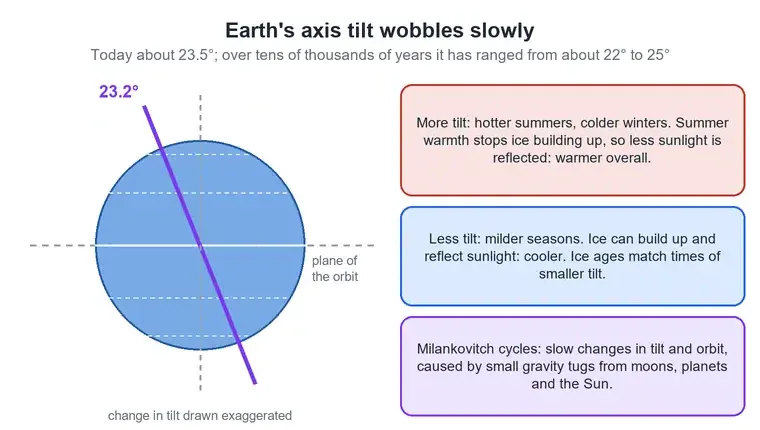 Earth's axis tilt wobbles slowly
Today about 23.5°; over tens of thousands of years it has ranged from about 22° to 25°
23.2°
plane of
the orbit
change in tilt drawn exaggerated
More tilt: hotter summers, colder winters. Summer
warmth stops ice building up, so less sunlight is
reflected: warmer overall.
Less tilt: milder seasons. Ice can build up and
reflect sunlight: cooler. Ice ages match times of
smaller tilt.
Milankovitch cycles: slow changes in tilt and orbit,
caused by small gravity tugs from moons, planets
and the Sun.